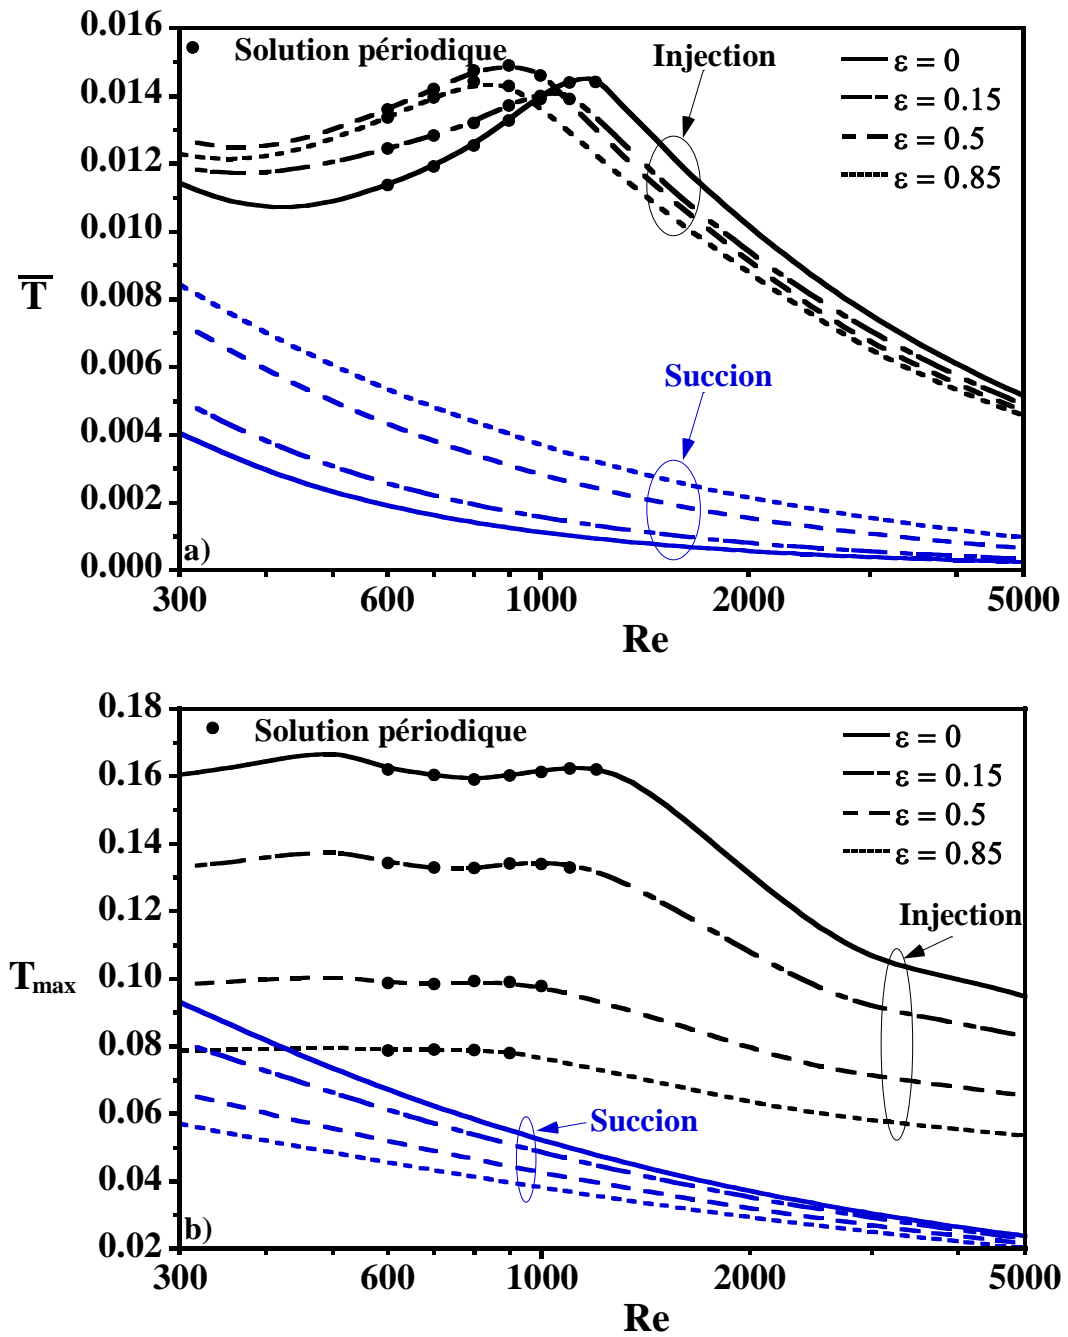 0.016
0.014
0.012
0.010
0.008
0.006
0.004
0.002
0.000
T
Solution périodique
Injection
ε = 0
ε = 0.15
ε = 0.5
ε = 0.85
Succion
a)
300 600 1000 2000 5000
Re
0.18
0.16
0.14
0.12
0.10
0.08
0.06
0.04
0.02
Tmax
Solution périodique
ε = 0
ε = 0.15
ε = 0.5
ε = 0.85
Injection
Succion
b)
300 600 1000 2000 5000
Re